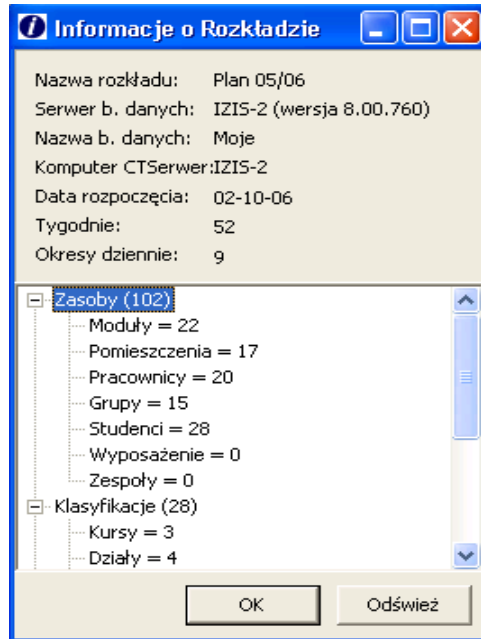 Informacje o Rozkładzie
Nazwa rozkładu: Plan 05/06
Serwer b. danych: IZIS-2 (wersja 8.00.760)
Nazwa b. danych: Moje
Komputer CTSerwer:IZIS-2
Data rozpoczęcia: 02-10-06
Tygodnie: 52
Okresy dziennie: 9
Zasoby (102)
Moduły = 22
Pomieszczenia = 17
Pracownicy = 20
Grupy = 15
Studenci = 28
Wyposażenie = 0
Zespoły = 0
Klasyfikacje (28)
Kursy = 3
Działy = 4
OK Odśwież